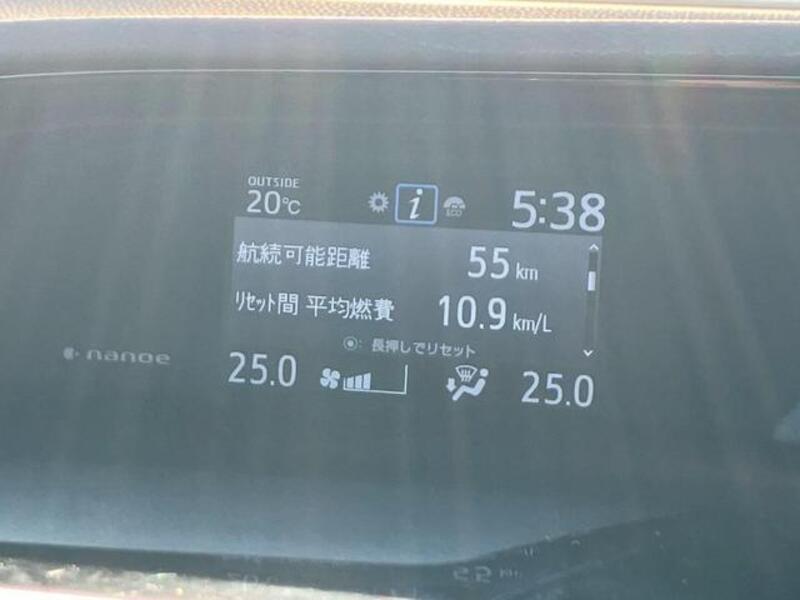 OUTSIDE
20℃
i
ECO
5:38
航続可能距離 55 km
ﾘｾｯﾄ間 平均燃費 10.9 km/L
長押しでリセット
nanoe
25.0
25.0